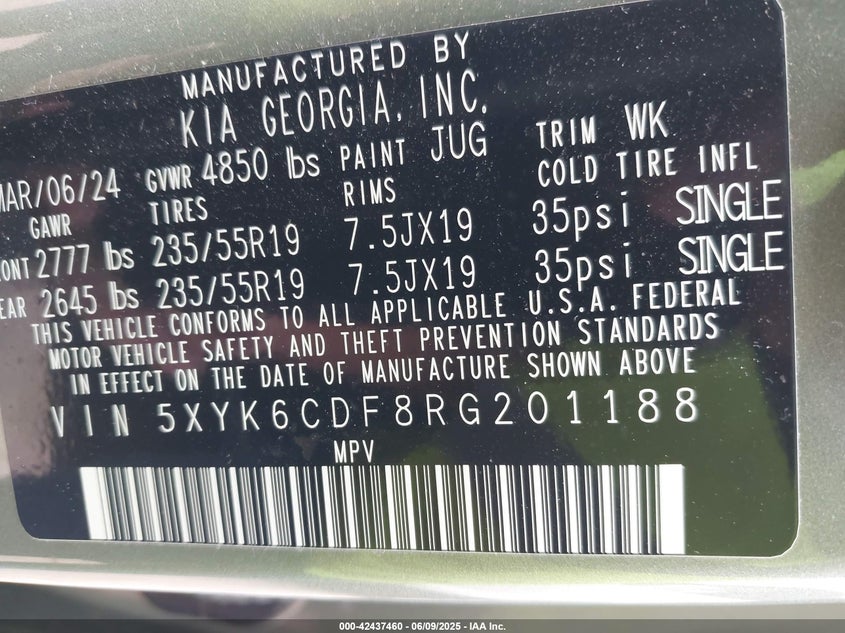 MANUFACTURED BY
KIA GEORGIA, INC.
MAR/06/24 GVWR 4850 lbs PAINT JUG TRIM WK
GAWR TIRES RIMS COLD TIRE INFL
2777 lbs 235/55R19 7.5JX19 35psi SINGLE
2645 lbs 235/55R19 7.5JX19 35psi SINGLE
THIS VEHICLE CONFORMS TO ALL APPLICABLE U.S.A. FEDERAL
MOTOR VEHICLE SAFETY AND THEFT PREVENTION STANDARDS
IN EFFECT ON THE DATE OF MANUFACTURE SHOWN ABOVE
VIN 5XYK6CDF8RG201188
MPV
000-42437460 | 06/09/2025 - IAA Inc.